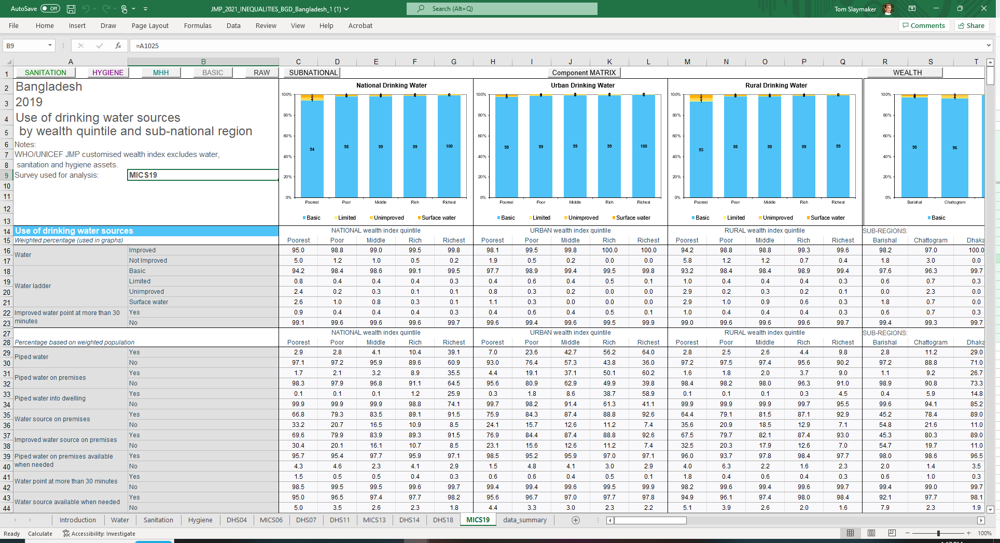 AutoSave Off JMP_2021_INEQUALITIES_BGD_Bangladesh_1 (1) Search (Alt+Q) Tom Slaymaker
File Home Insert Draw Page Layout Formulas Data Review View Help Acrobat Comments Share
B9 fx =A1025
A B C D E F G H I J K L M N O P Q R S T
1 SANITATION HYGIENE MHH BASIC RAW SUBNATIONAL Component MATRIX WEALTH
2 Bangladesh
3 2019
4 Use of drinking water sources
5 by wealth quintile and sub-national region
6 Notes:
7 WHO/UNICEF JMP customised wealth index excludes water,
8 sanitation and hygiene assets.
9 Survey used for analysis: MICS19
10
11
12
13
National Drinking Water
100%
80%
60%
40%
20%
0%
94 98 99 99 100
Poorest Poor Middle Rich Richest
Basic Limited Unimproved Surface water
Urban Drinking Water
100%
80%
60%
40%
20%
0%
98 99 99 99 100
Poorest Poor Middle Rich Richest
Basic Limited Unimproved Surface water
Rural Drinking Water
100%
80%
60%
40%
20%
0%
93 98 98 99 99
Poorest Poor Middle Rich Richest
Basic Limited Unimproved Surface water
100%
80%
60%
40%
20%
0%
98 96
Barishal Chattogram
Basic
14 Use of drinking water sources NATIONAL wealth index quintile URBAN wealth index quintile RURAL wealth index quintile SUB-REGIONS:
15 Weighted percentage (used in graphs) Poorest Poor Middle Rich Richest Poorest Poor Middle Rich Richest Poorest Poor Middle Rich Richest Barishal Chattogram Dhaka
16 Water Improved 95.0 98.8 99.0 99.5 99.8 98.1 99.5 99.8 100.0 100.0 94.2 98.8 98.8 99.3 99.6 98.2 97.0 100.0
17 Not Improved 5.0 1.2 1.0 0.5 0.2 1.9 0.5 0.2 0.0 0.0 5.8 1.2 1.2 0.7 0.4 1.8 3.0 0.0
18 Basic 94.2 98.4 98.6 99.1 99.5 97.7 98.9 99.4 99.5 99.8 93.2 98.4 98.4 98.9 99.4 97.6 96.3 99.7
19 Water ladder Limited 0.8 0.4 0.4 0.4 0.3 0.4 0.6 0.4 0.5 0.1 1.0 0.4 0.4 0.4 0.3 0.6 0.7 0.3
20 Unimproved 2.4 0.2 0.3 0.1 0.1 0.8 0.3 0.2 0.0 0.0 2.9 0.2 0.3 0.2 0.1 0.0 2.3 0.0
21 Surface water 2.6 1.0 0.8 0.3 0.1 1.1 0.3 0.0 0.0 0.0 2.9 1.0 0.9 0.6 0.3 1.8 0.7 0.0
22 Improved water point at more than 30 Yes 0.9 0.4 0.4 0.4 0.3 0.4 0.6 0.4 0.5 0.1 1.0 0.4 0.4 0.4 0.3 0.6 0.7 0.3
23 minutes No 99.1 99.6 99.6 99.6 99.7 99.6 99.4 99.6 99.5 99.9 99.0 99.6 99.6 99.6 99.7 99.4 99.3 99.7
27 NATIONAL wealth index quintile URBAN wealth index quintile RURAL wealth index quintile SUB-REGIONS:
28 Percentage based on weighted population Poorest Poor Middle Rich Richest Poorest Poor Middle Rich Richest Poorest Poor Middle Rich Richest Barishal Chattogram Dhaka
29 Piped water Yes 2.9 2.8 4.1 10.4 39.1 7.0 23.6 42.7 56.2 64.0 2.8 2.5 2.6 4.4 9.8 2.8 11.2 29.0
30 No 97.1 97.2 95.9 89.6 60.9 93.0 76.4 57.3 43.8 36.0 97.2 97.5 97.4 95.6 90.2 97.2 88.8 71.0
31 Piped water on premises Yes 1.7 2.1 3.2 8.9 35.5 4.4 19.1 37.1 50.1 60.2 1.6 1.8 2.0 3.7 9.0 1.1 9.2 26.7
32 No 98.3 97.9 96.8 91.1 64.5 95.6 80.9 62.9 49.9 39.8 98.4 98.2 98.0 96.3 91.0 98.9 90.8 73.3
33 Piped water into dwelling Yes 0.1 0.1 0.1 1.2 25.9 0.3 1.8 8.6 38.7 58.9 0.1 0.1 0.1 0.3 4.5 0.4 5.9 14.8
34 No 99.9 99.9 99.9 98.8 74.1 99.7 98.2 91.4 61.3 41.1 99.9 99.9 99.9 99.7 95.5 99.6 94.1 85.2
35 Water source on premises Yes 66.8 79.3 83.5 89.1 91.5 75.9 84.3 87.4 88.8 92.6 64.4 79.1 81.5 87.1 92.9 45.2 78.4 89.0
36 No 33.2 20.7 16.5 10.9 8.5 24.1 15.7 12.6 11.2 7.4 35.6 20.9 18.5 12.9 7.1 54.8 21.6 11.0
37 Improved water source on premises Yes 69.6 79.9 83.9 89.3 91.5 76.9 84.4 87.4 88.8 92.6 67.5 79.7 82.1 87.4 93.0 45.3 80.3 89.0
38 No 30.4 20.1 16.1 10.7 8.5 23.1 15.6 12.6 11.2 7.4 32.5 20.3 17.9 12.6 7.0 54.7 19.7 11.0
39 Piped water on premises available Yes 95.7 95.4 97.7 95.9 97.1 98.5 95.2 95.9 97.0 97.1 96.0 93.7 97.8 98.4 97.7 98.0 98.6 96.5
40 when needed No 4.3 4.6 2.3 4.1 2.9 1.5 4.8 4.1 3.0 2.9 4.0 6.3 2.2 1.6 2.3 2.0 1.4 3.5
41 Water point at more than 30 minutes Yes 1.5 0.5 0.5 0.4 0.3 0.6 0.6 0.4 0.5 0.1 1.8 0.4 0.6 0.4 0.3 0.6 1.0 0.3
42 No 98.5 99.5 99.5 99.6 99.7 99.4 99.4 99.6 99.5 99.9 98.2 99.6 99.4 99.6 99.7 99.4 99.0 99.7
43 Water source available when needed Yes 95.0 96.5 97.4 97.7 98.2 95.6 96.7 97.0 97.7 97.8 94.9 96.1 97.4 98.0 98.4 92.1 97.7 98.1
44 No 5.0 3.5 2.6 2.3 1.8 4.4 3.3 3.0 2.3 2.2 5.1 3.9 2.6 2.0 1.6 7.9 2.3 1.9
Introduction Water Sanitation Hygiene DHS04 MICS06 DHS07 DHS11 MICS13 DHS14 DHS18 MICS19 data_summary
Ready Calculate Accessibility: Investigate 100%